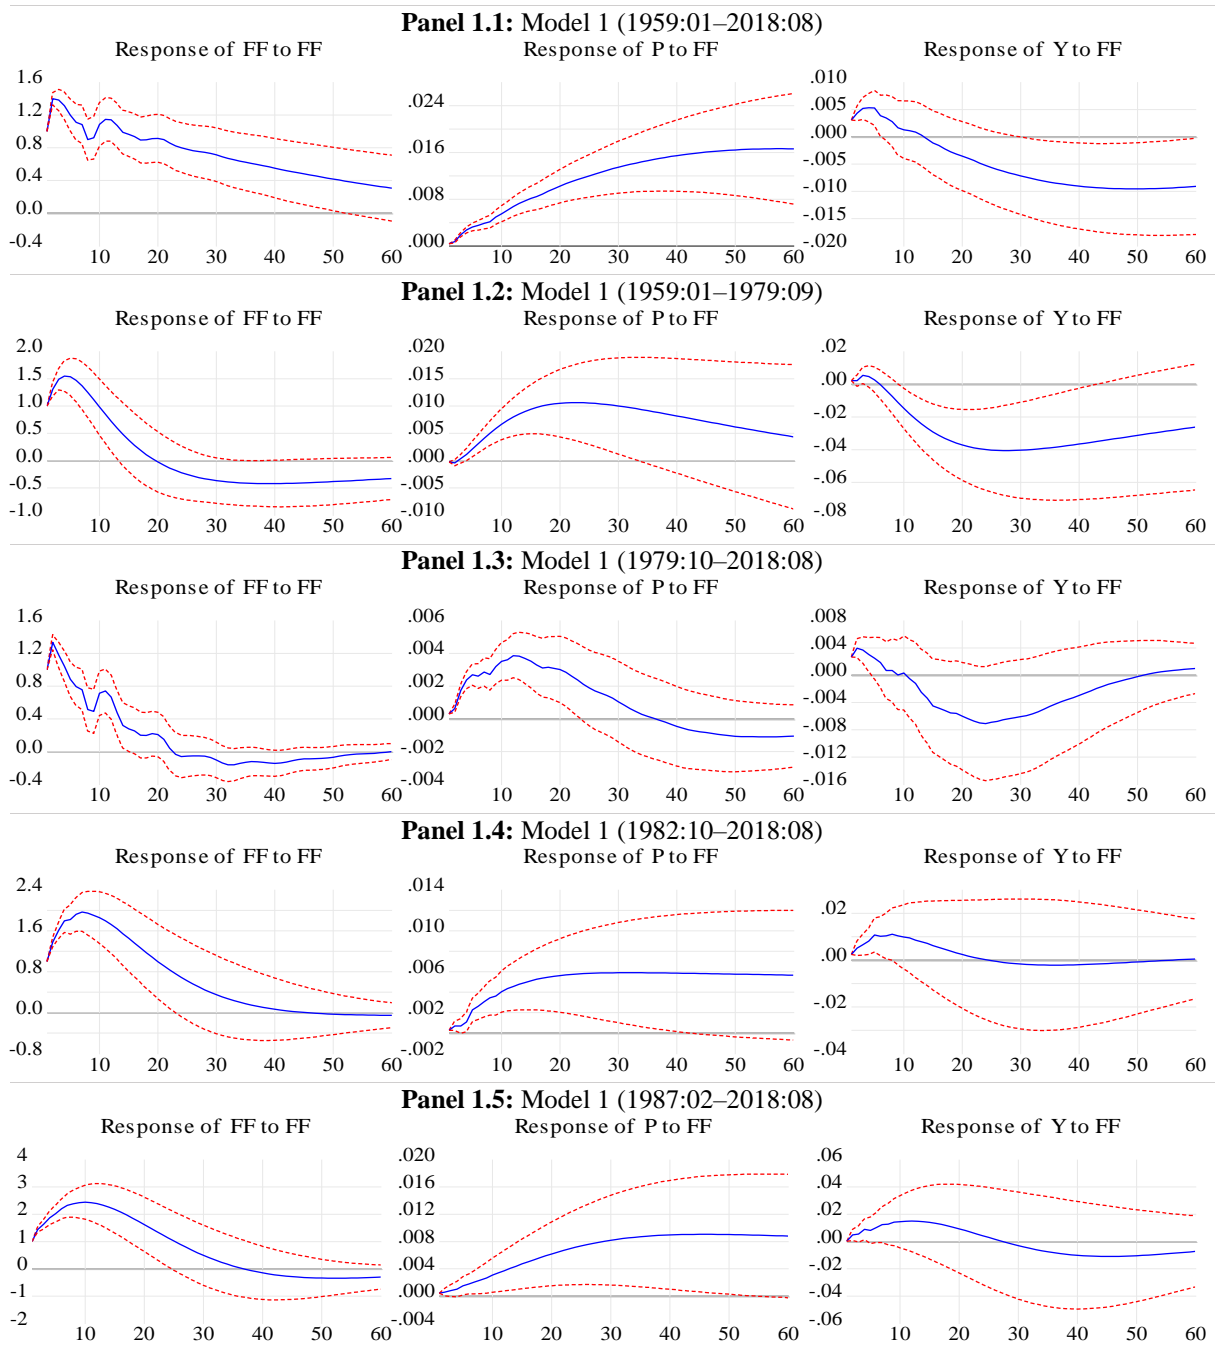 Panel 1.1: Model 1 (1959:01–2018:08)
Response of FF to FF
1.6
1.2
0.8
0.4
0.0
-0.4
10 20 30 40 50 60
Response of P to FF
.024
.016
.008
.000
10 20 30 40 50 60
Response of Y to FF
.010
.005
.000
-.005
-.010
-.015
-.020
10 20 30 40 50 60
Panel 1.2: Model 1 (1959:01–1979:09)
Response of FF to FF
2.0
1.5
1.0
0.5
0.0
-0.5
-1.0
10 20 30 40 50 60
Response of P to FF
.020
.015
.010
.005
.000
-.005
-.010
10 20 30 40 50 60
Response of Y to FF
.02
.00
-.02
-.04
-.06
-.08
10 20 30 40 50 60
Panel 1.3: Model 1 (1979:10–2018:08)
Response of FF to FF
1.6
1.2
0.8
0.4
0.0
-0.4
10 20 30 40 50 60
Response of P to FF
.006
.004
.002
.000
-.002
-.004
10 20 30 40 50 60
Response of Y to FF
.008
.004
.000
-.004
-.008
-.012
-.016
10 20 30 40 50 60
Panel 1.4: Model 1 (1982:10–2018:08)
Response of FF to FF
2.4
1.6
0.8
0.0
-0.8
10 20 30 40 50 60
Response of P to FF
.014
.010
.006
.002
-.002
10 20 30 40 50 60
Response of Y to FF
.02
.00
-.02
-.04
10 20 30 40 50 60
Panel 1.5: Model 1 (1987:02–2018:08)
Response of FF to FF
4
3
2
1
0
-1
-2
10 20 30 40 50 60
Response of P to FF
.020
.016
.012
.008
.004
.000
-.004
10 20 30 40 50 60
Response of Y to FF
.06
.04
.02
.00
-.02
-.04
-.06
10 20 30 40 50 60